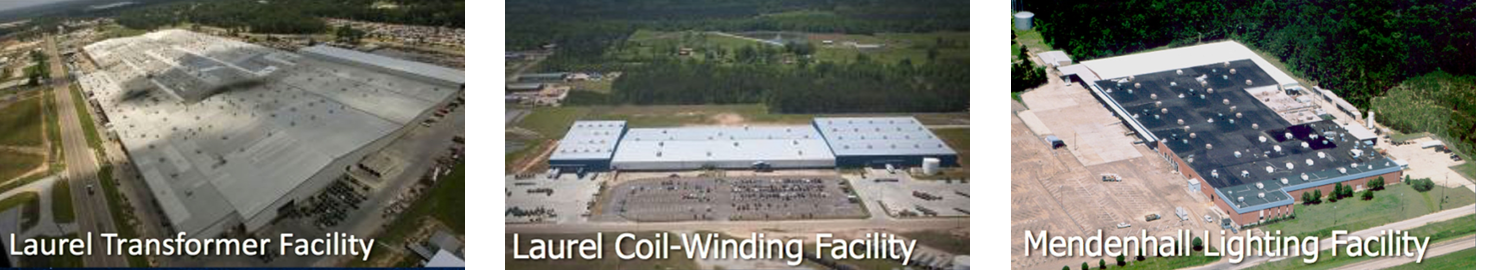 Laurel Transformer Facility
Laurel Coil-Winding Facility
Mendenhall Lighting Facility